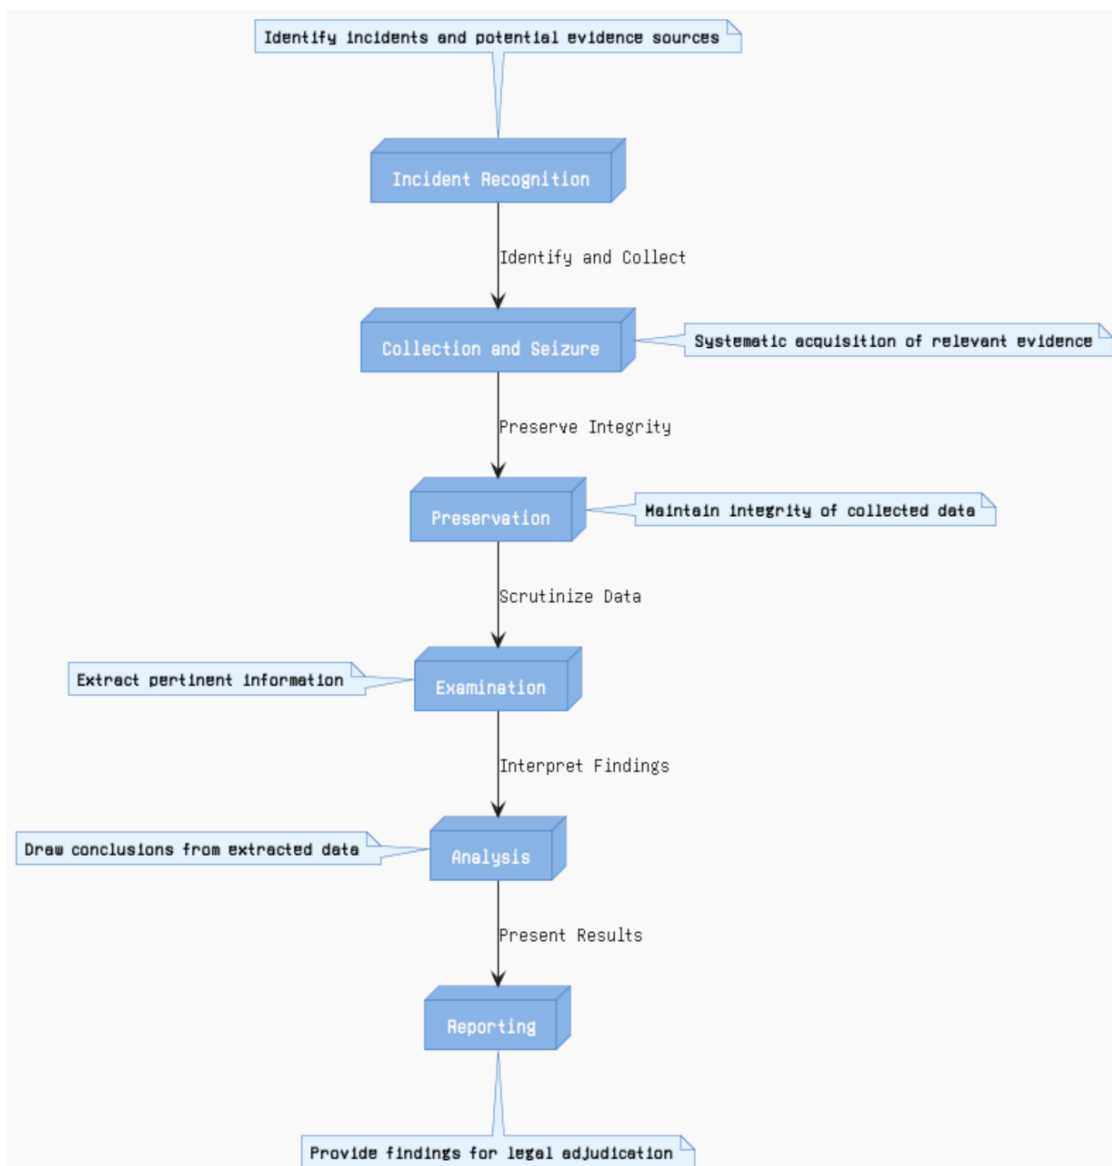 Identify incidents and potential evidence sources
Incident Recognition
Identify and Collect
Collection and Seizure
Systematic acquisition of relevant evidence
Preserve Integrity
Preservation
Maintain integrity of collected data
Scrutinize Data
Extract pertinent information
Examination
Interpret Findings
Draw conclusions from extracted data
Analysis
Present Results
Reporting
Provide findings for legal adjudication